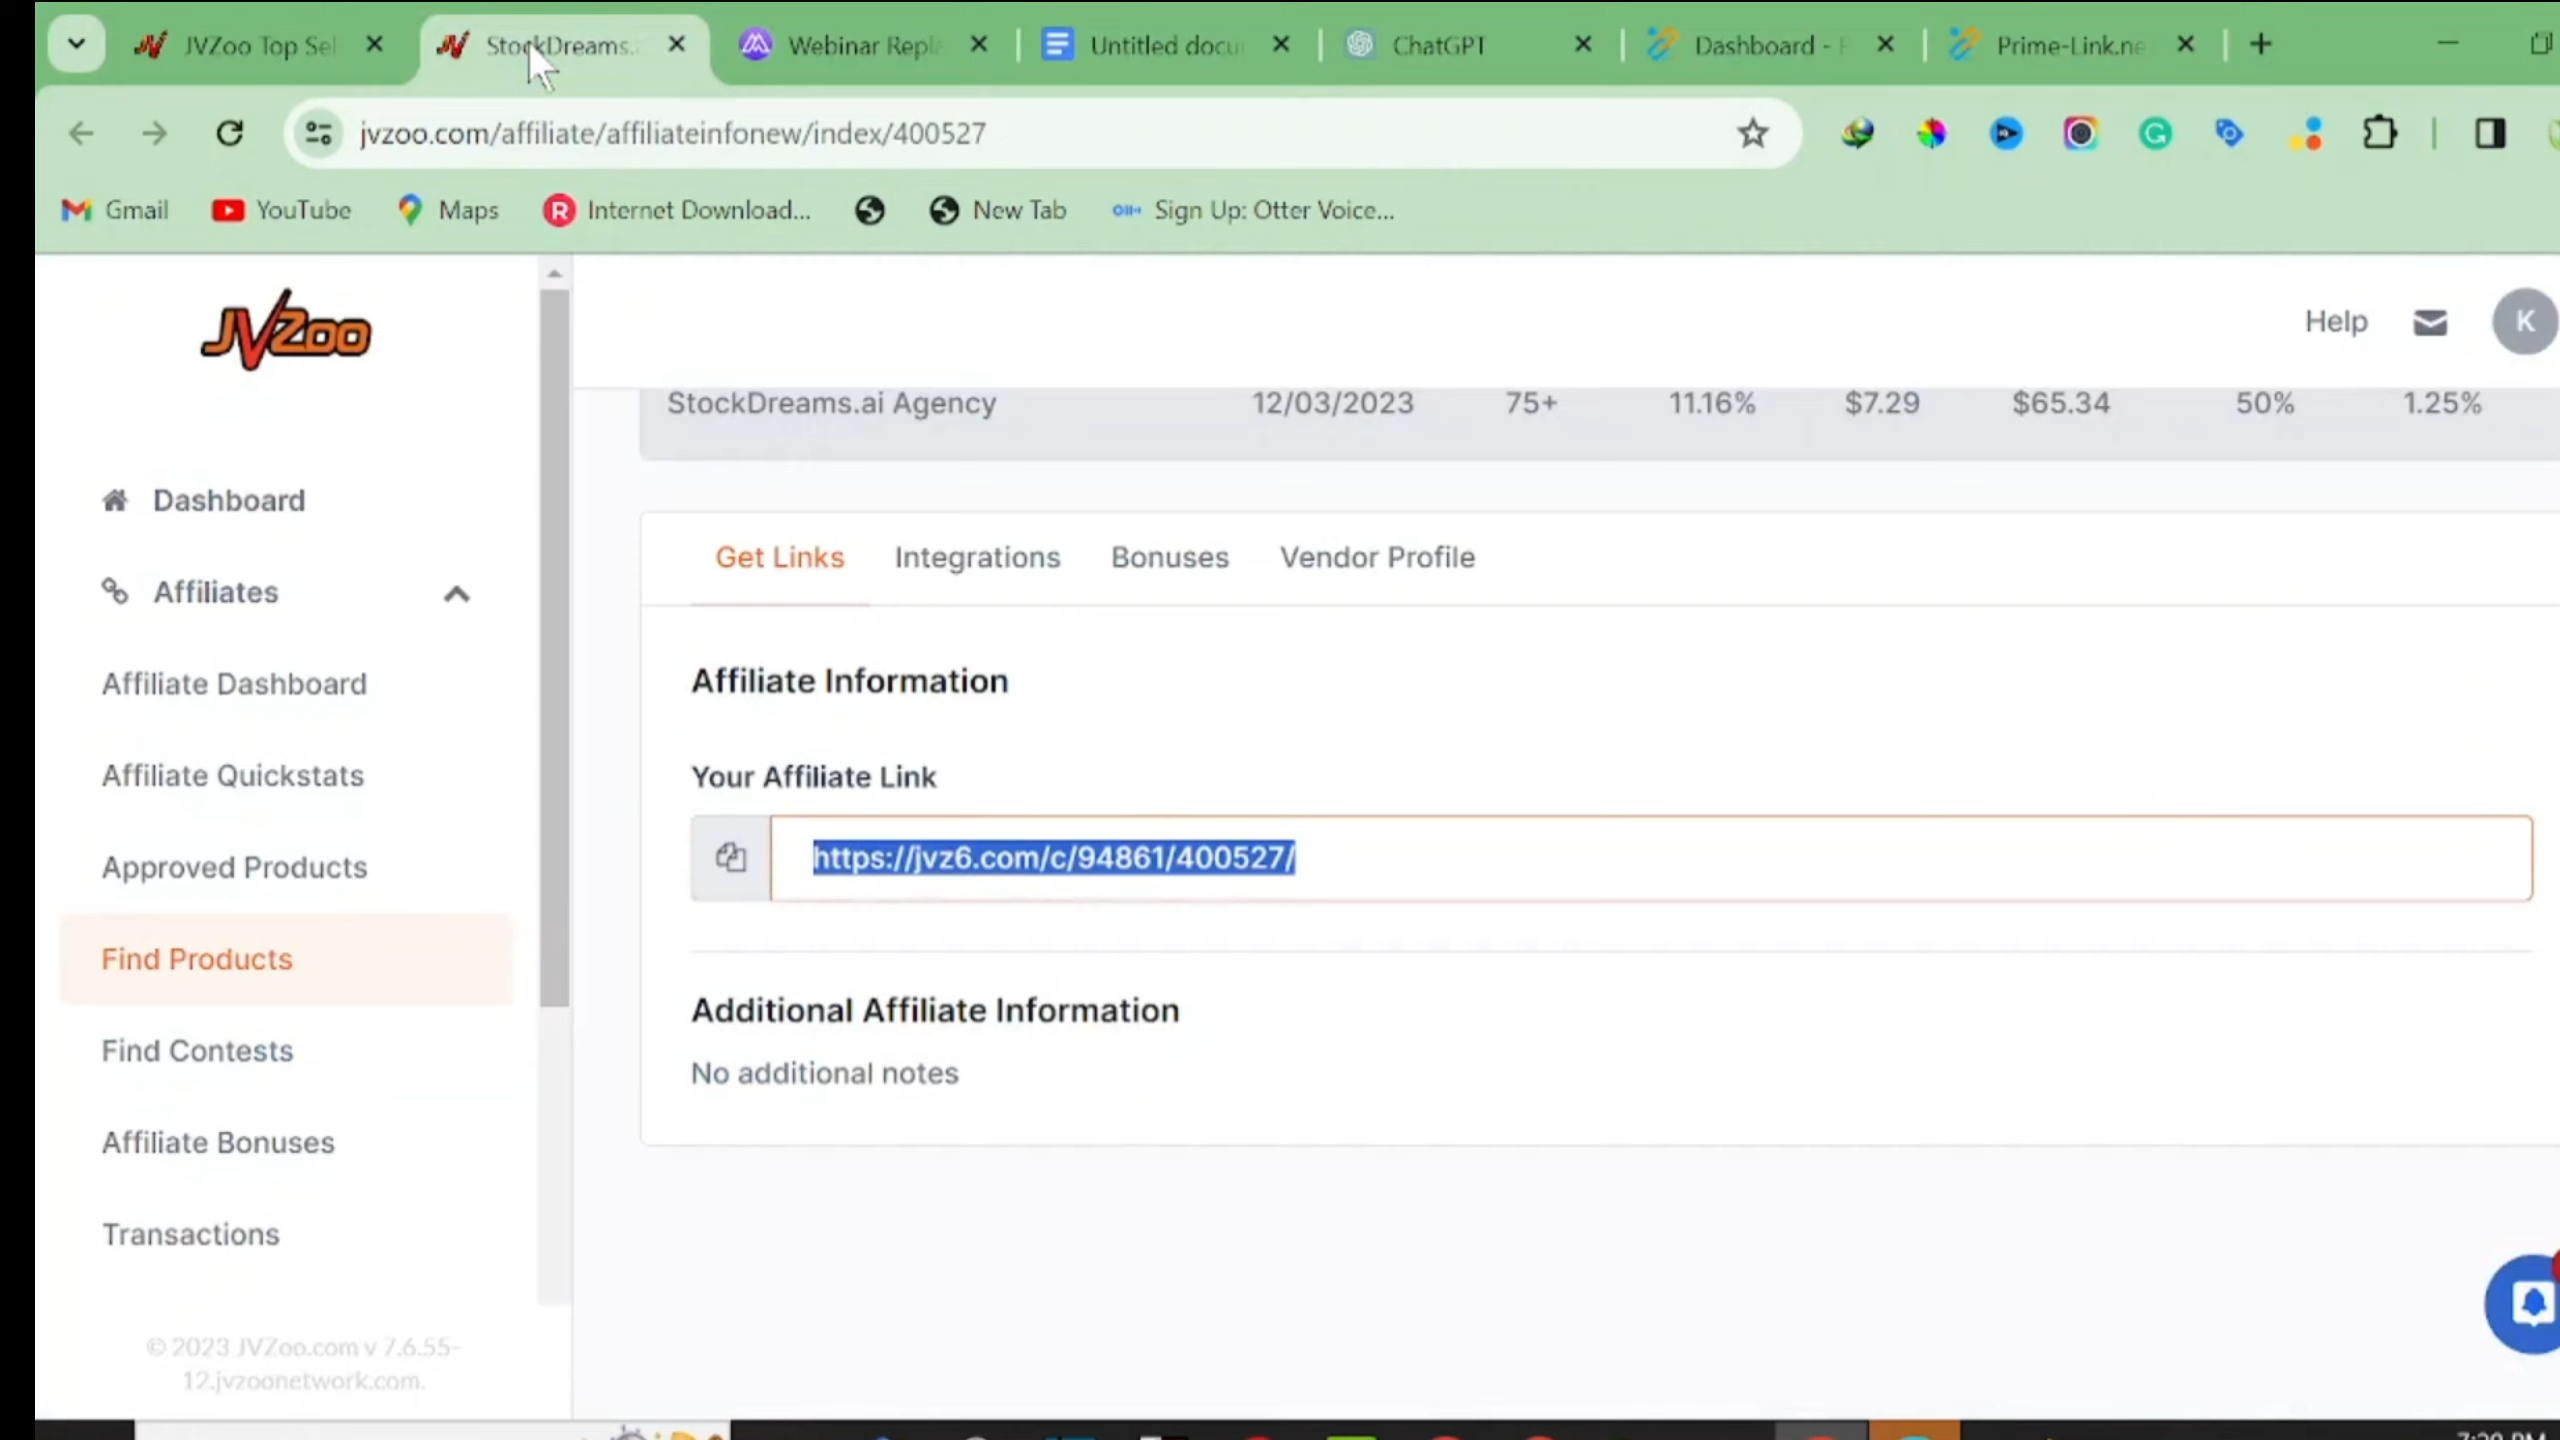 JVZoo Top Sel
StockDreams.
Webinar Repl
Untitled docu
ChatGPT
Dashboard -
Prime-Link.ne
jvzoo.com/affiliate/affiliateinfonew/index/400527
Gmail
YouTube
Maps
Internet Download...
New Tab
Sign Up: Otter Voice...
JVZoo
Help
K
StockDreams.ai Agency 12/03/2023 75+ 11.16% $7.29 $65.34 50% 1.25%
Dashboard
Affiliates
Affiliate Dashboard
Affiliate Quickstats
Approved Products
Find Products
Find Contests
Affiliate Bonuses
Transactions
© 2023 JVZoo.com v 7.6.55-
12.jvzoonetwork.com.
Get Links Integrations Bonuses Vendor Profile
Affiliate Information
Your Affiliate Link
https://jvz6.com/c/94861/400527/
Additional Affiliate Information
No additional notes